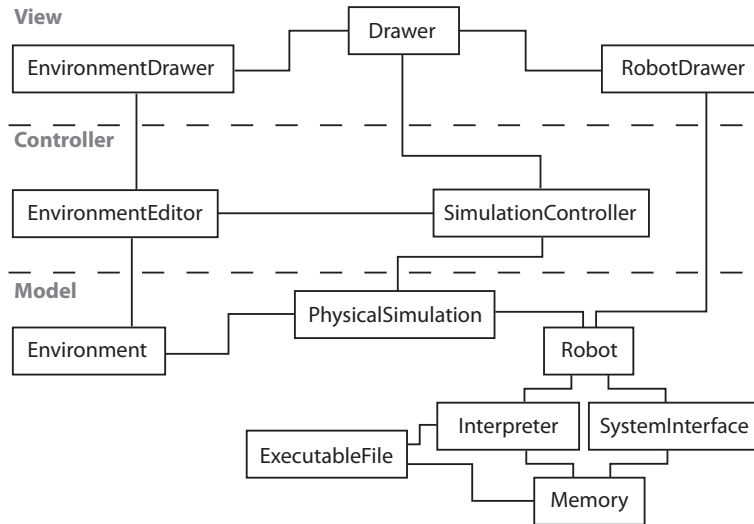 View
Drawer
EnvironmentDrawer
RobotDrawer
Controller
EnvironmentEditor
SimulationController
Model
PhysicalSimulation
Environment
Robot
Interpreter
SystemInterface
ExecutableFile
Memory